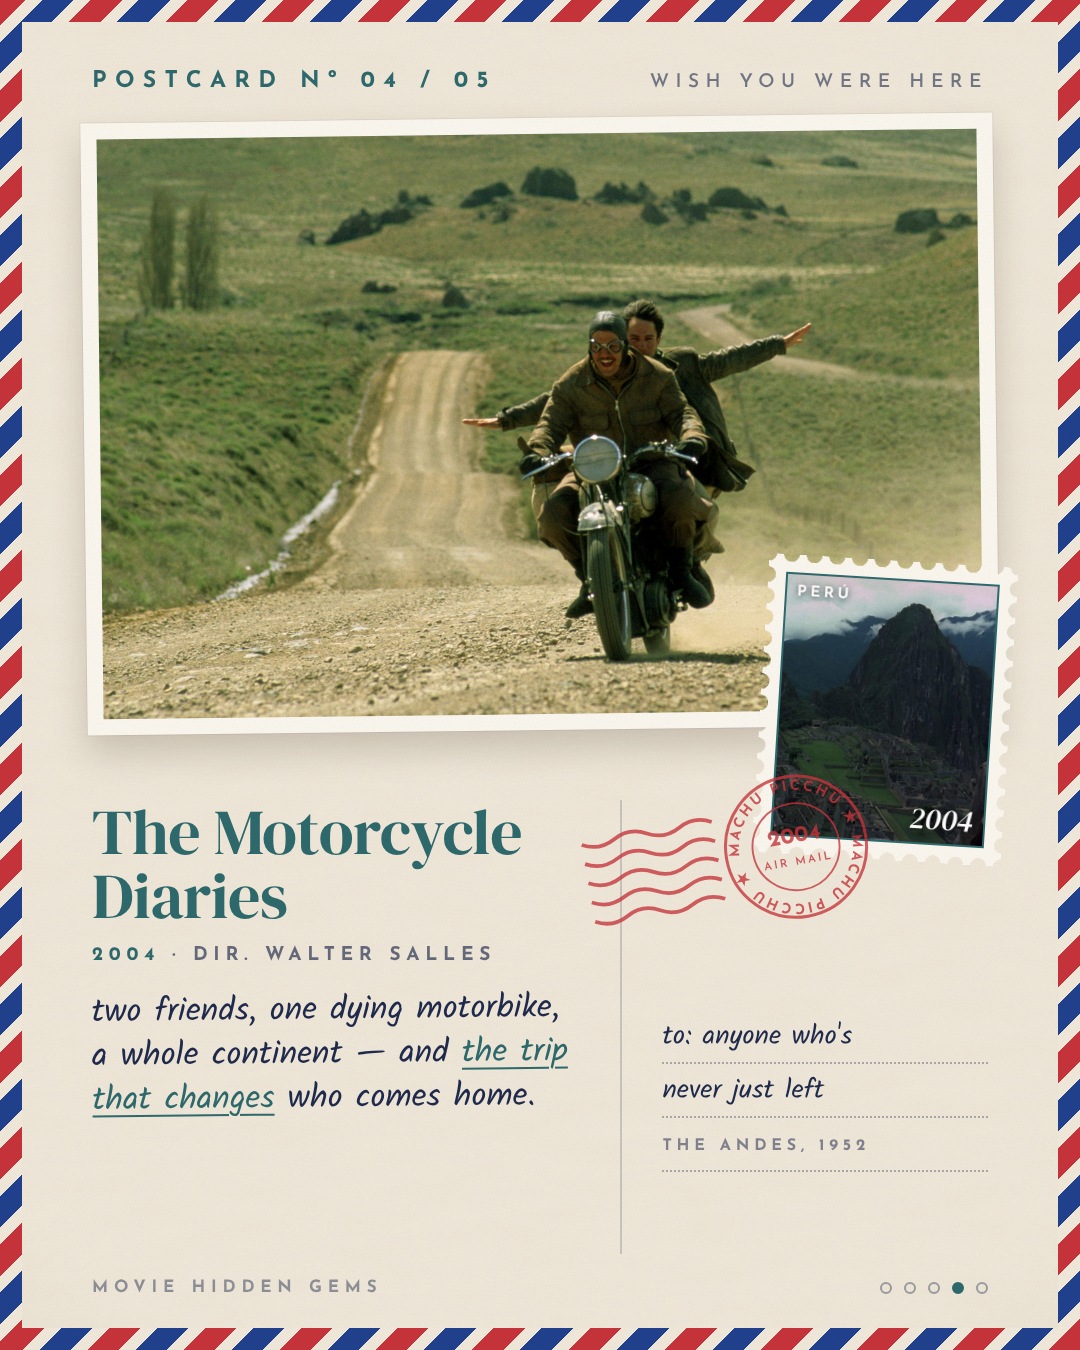 POSTCARD Nº 04 / 05
WISH YOU WERE HERE
PERÚ
2004
MACHU PICCHU ★ MACHU PICCHU ★
2004
AIR MAIL
The Motorcycle
Diaries
2004 · DIR. WALTER SALLES
two friends, one dying motorbike,
a whole continent — and the trip
that changes who comes home.
to: anyone who's
never just left
THE ANDES, 1952
MOVIE HIDDEN GEMS